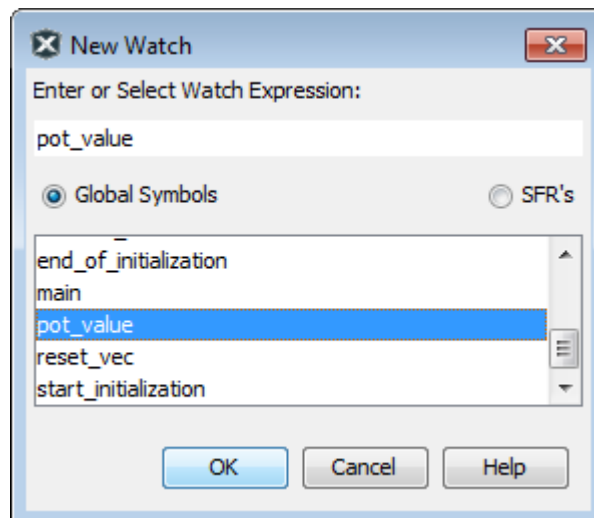 New Watch
Enter or Select Watch Expression:
pot_value
Global Symbols SFR's
end_of_initialization
main
pot_value
reset_vec
start_initialization
OK Cancel Help